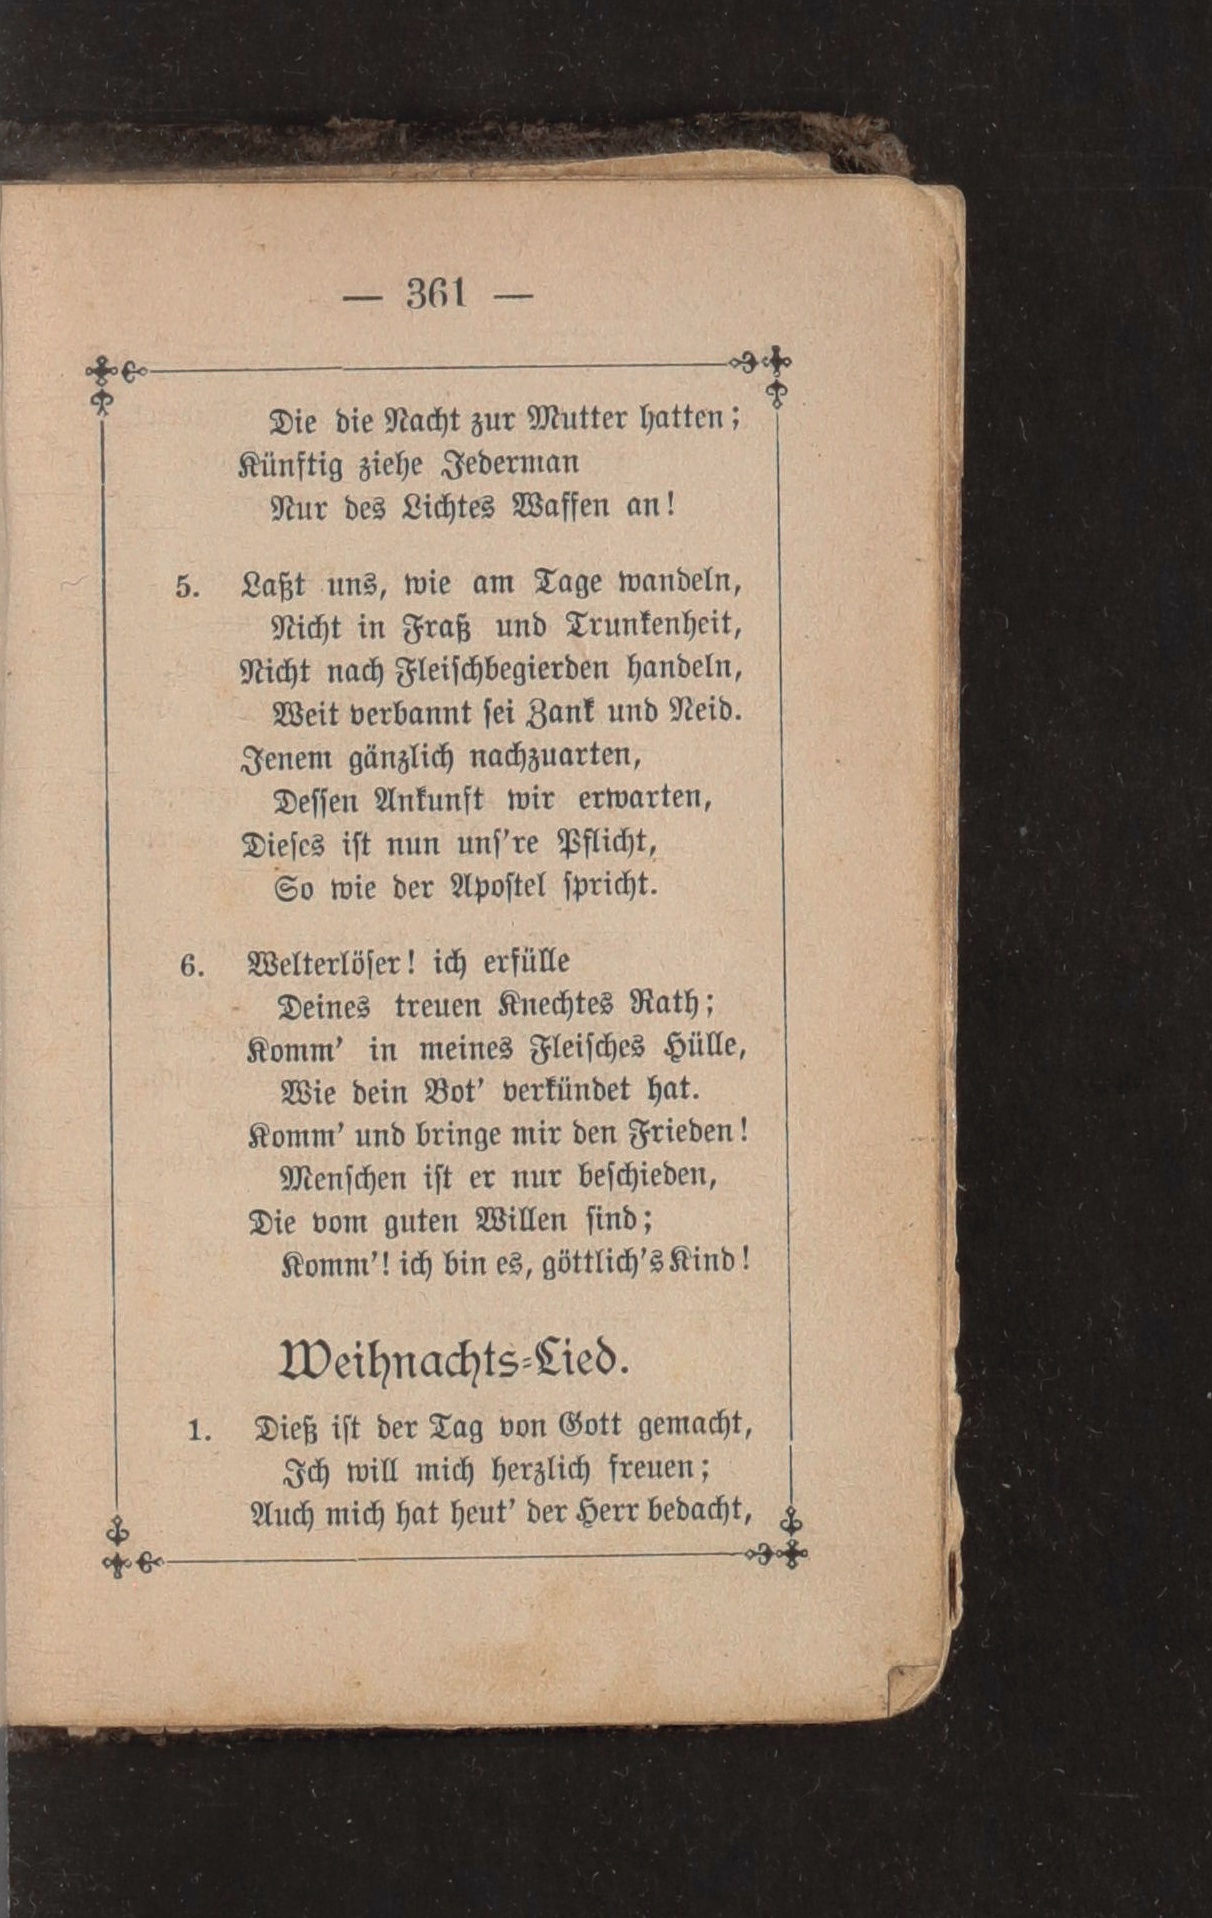 — 361 —
Die die Nacht zur Mutter hatten;
Künftig ziehe Jederman
Nur des Lichtes Waffen an!
5. Laßt uns, wie am Tage wandeln,
Nicht in Fraß und Trunkenheit,
Nicht nach Fleischbegierden handeln,
Weit verbannt sei Zank und Neid.
Jenem gänzlich nachzuarten,
Dessen Ankunft wir erwarten,
Dieses ist nun uns're Pflicht,
So wie der Apostel spricht.
6. Welterlöser! ich erfülle
Deines treuen Knechtes Rath;
Komm' in meines Fleisches Hülle,
Wie dein Bot' verkündet hat.
Komm' und bringe mir den Frieden!
Menschen ist er nur beschieden,
Die vom guten Willen sind;
Komm'! ich bin es, göttlich's Kind!
Weihnachts-Lied.
1. Dieß ist der Tag von Gott gemacht,
Ich will mich herzlich freuen;
Auch mich hat heut' der Herr bedacht,